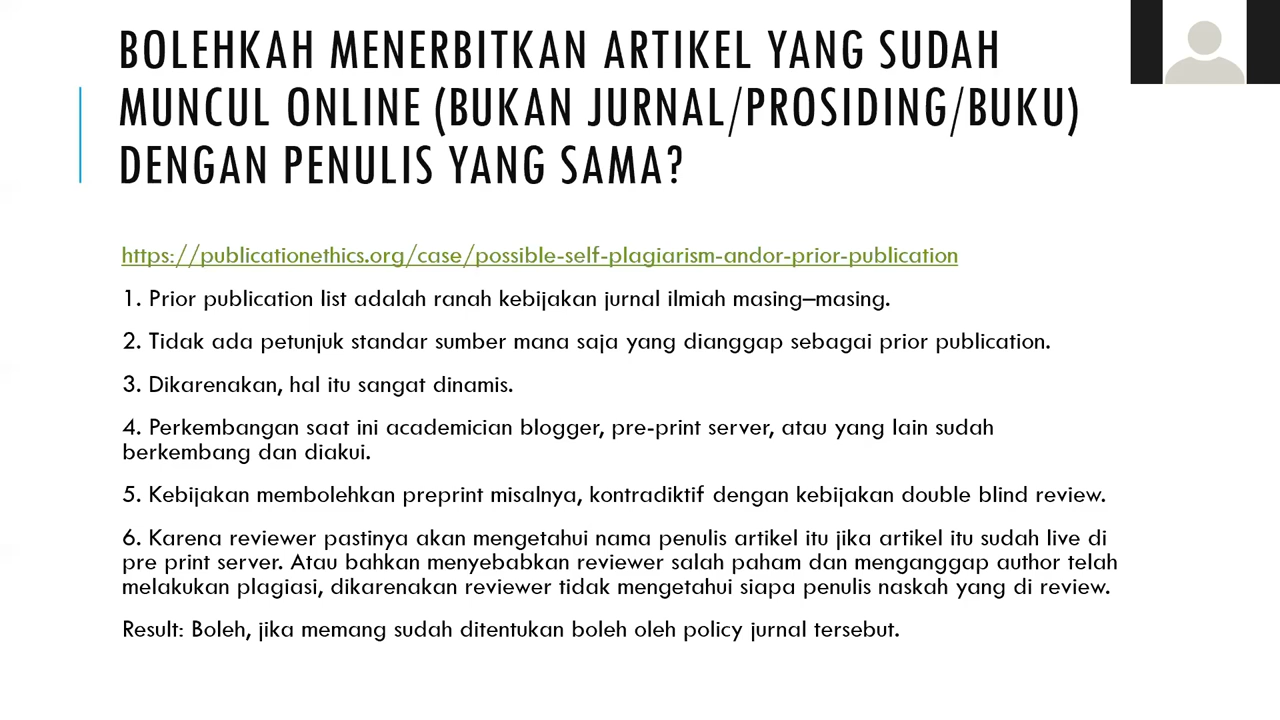 BOLEHKAH MENERBITKAN ARTIKEL YANG SUDAH
MUNCUL ONLINE (BUKAN JURNAL/PROSIDING/BUKU)
DENGAN PENULIS YANG SAMA?
https://publicationethics.org/case/possible-self-plagiarism-andor-prior-publication
1. Prior publication list adalah ranah kebijakan jurnal ilmiah masing–masing.
2. Tidak ada petunjuk standar sumber mana saja yang dianggap sebagai prior publication.
3. Dikarenakan, hal itu sangat dinamis.
4. Perkembangan saat ini academician blogger, pre-print server, atau yang lain sudah
berkembang dan diakui.
5. Kebijakan membolehkan preprint misalnya, kontradiktif dengan kebijakan double blind review.
6. Karena reviewer pastinya akan mengetahui nama penulis artikel itu jika artikel itu sudah live di
pre print server. Atau bahkan menyebabkan reviewer salah paham dan menganggap author telah
melakukan plagiasi, dikarenakan reviewer tidak mengetahui siapa penulis naskah yang di review.
Result: Boleh, jika memang sudah ditentukan boleh oleh policy jurnal tersebut.